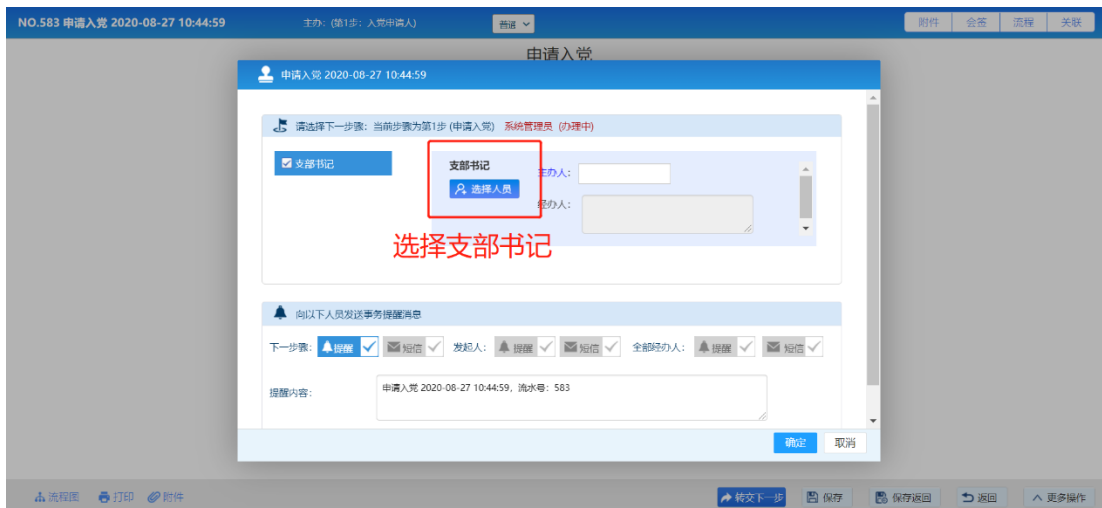 NO.583 申请入党 2020-08-27 10:44:59 主办: (第1步: 入党申请人) 普通 附件 会签 流程 关联
申请入党
申请入党 2020-08-27 10:44:59
请选择下一步骤: 当前步骤为第1步 (申请入党) 系统管理员 (办理中)
支部书记
支部书记
主办人:
选择人员
经办人:
选择支部书记
向以下人员发送事务提醒消息
下一步骤: 提醒 短信 发起人: 提醒 短信 全部经办人: 提醒 短信
提醒内容: 申请入党 2020-08-27 10:44:59, 流水号: 583
确定 取消
流程图 打印 附件 转交下一步 保存 保存返回 返回 更多操作